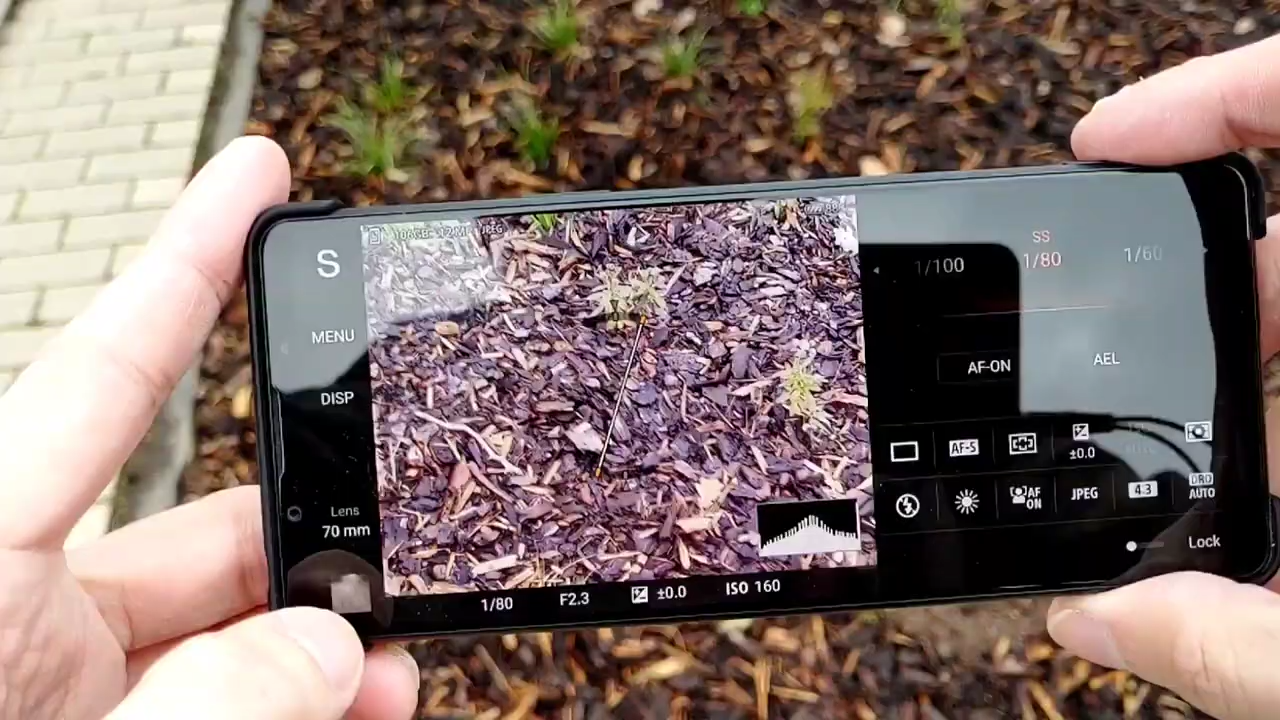 S
MENU
DISP
Lens
70 mm
JPEG
1/80
F2.3
±0.0
ISO 160
SS
1/100
1/80
1/60
AF-ON
AEL
AF-S
±0.0
AF
ON
JPEG
4:3
DRO
AUTO
Lock